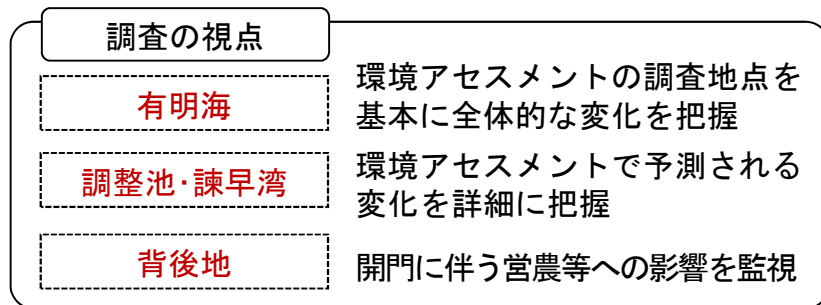 調査の視点
有明海
環境アセスメントの調査地点を
基本に全体的な変化を把握
調整池・諫早湾
環境アセスメントで予測される
変化を詳細に把握
背後地
開門に伴う営農等への影響を監視